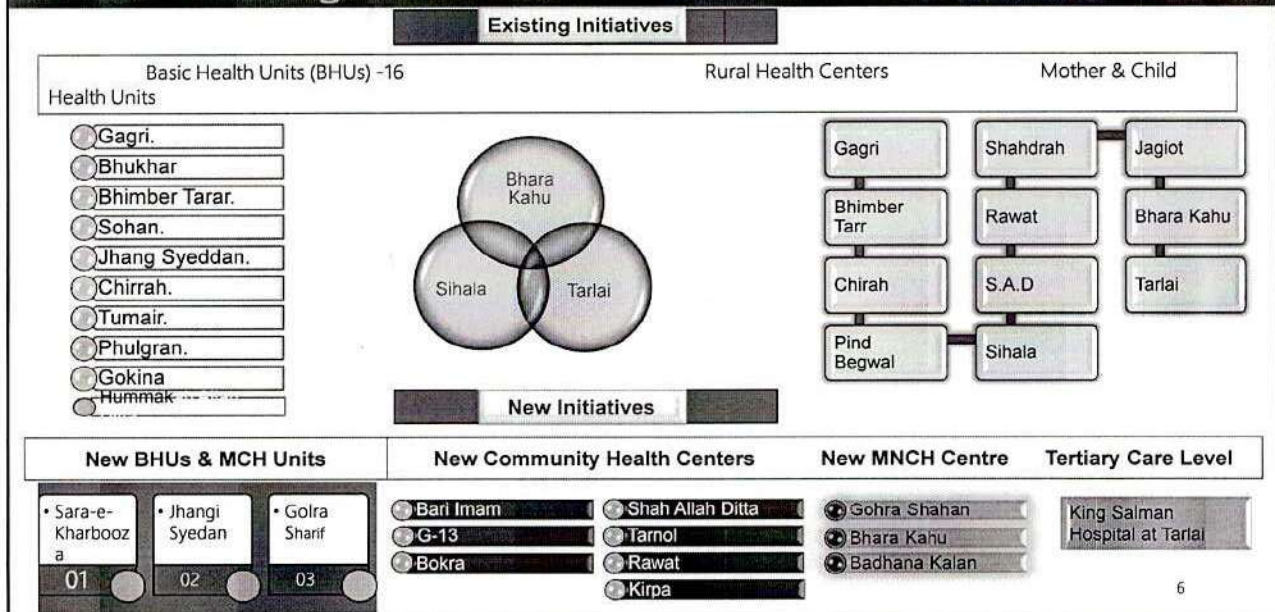 Existing Initiatives
Basic Health Units (BHUs) -16 Rural Health Centers Mother & Child
Health Units
Gagri.
Bhukhar
Bhimber Tarar.
Sohan.
Jhang Syeddan.
Chirrah.
Tumair.
Phulgran.
Gokina
Hummak
Bhara
Kahu
Sihala
Tarlai
Gagri
Shahdrah
Jagiot
Bhimber
Tarr
Rawat
Bhara Kahu
Chirah
S.A.D
Tarlai
Pind
Begwal
Sihala
New Initiatives
New BHUs & MCH Units
• Sara-e-
Kharbooz
a
01
• Jhangi
Syedan
02
• Golra
Sharif
03
New Community Health Centers
Bari Imam
G-13
Bokra
Shah Allah Ditta
Tarnol
Rawat
Kirpa
New MNCH Centre
Gohra Shahan
Bhara Kahu
Badhana Kalan
Tertiary Care Level
King Salman
Hospital at Tarlai
6